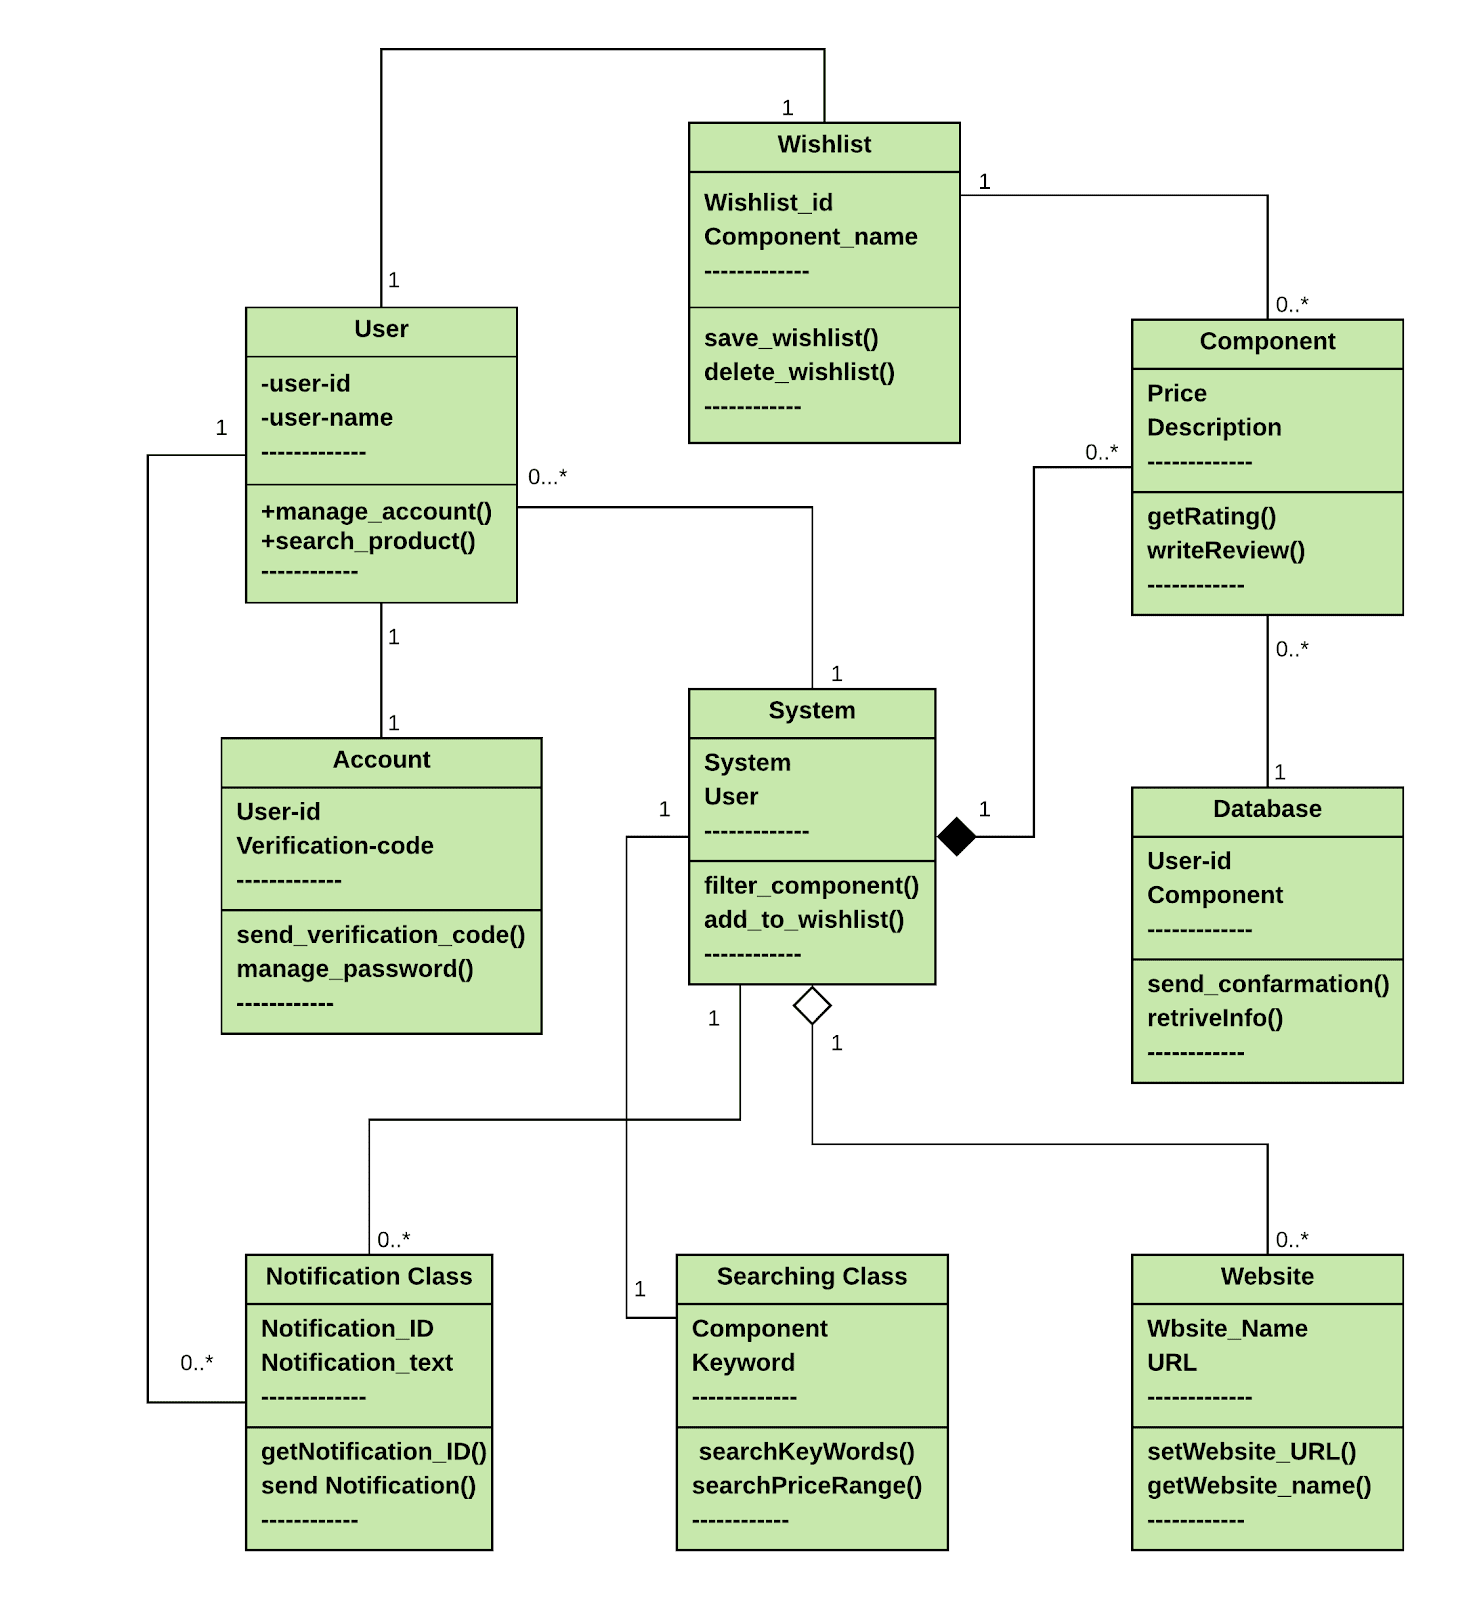 1
Wishlist
Wishlist_id
Component_name
-------------
save_wishlist()
delete_wishlist()
------------
1
0..*
1
User
-user-id
-user-name
-------------
+manage_account()
+search_product()
------------
1
0...*
1
1
Component
Price
Description
-------------
getRating()
writeReview()
------------
0..*
0..*
1
1
Account
User-id
Verification-code
-------------
send_verification_code()
manage_password()
------------
System
System
User
-------------
filter_component()
add_to_wishlist()
------------
1
1
1
1
Database
User-id
Component
-------------
send_confarmation()
retriveInfo()
------------
0..*
0..*
Notification Class
Notification_ID
Notification_text
-------------
getNotification_ID()
send Notification()
------------
1
Searching Class
Component
Keyword
-------------
searchKeyWords()
searchPriceRange()
------------
0..*
Website
Wbsite_Name
URL
-------------
setWebsite_URL()
getWebsite_name()
------------